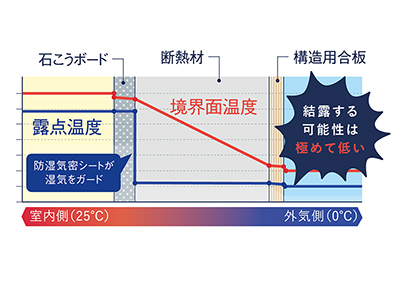 石こうボード
断熱材
構造用合板
境界面温度
露点温度
防湿気密シートが
湿気をガード
結露する
可能性は
極めて低い
室内側(25℃)
外気側(0℃)